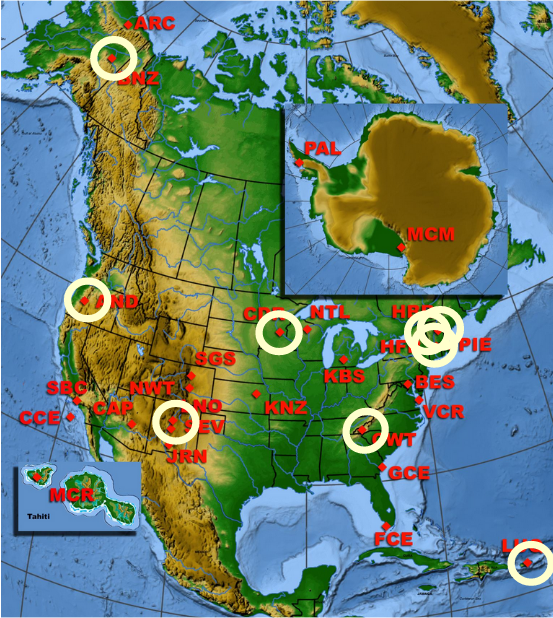 ARC
BNZ
PAL
MCM
AND
CDR
NTL
HBR
HFR
PIE
SGS
KBS
NWT
BES
SBC
CAP
NO
KNZ
VCR
CCE
SEV
CWT
JRN
GCE
MCR
Tahiti
FCE
LUQ